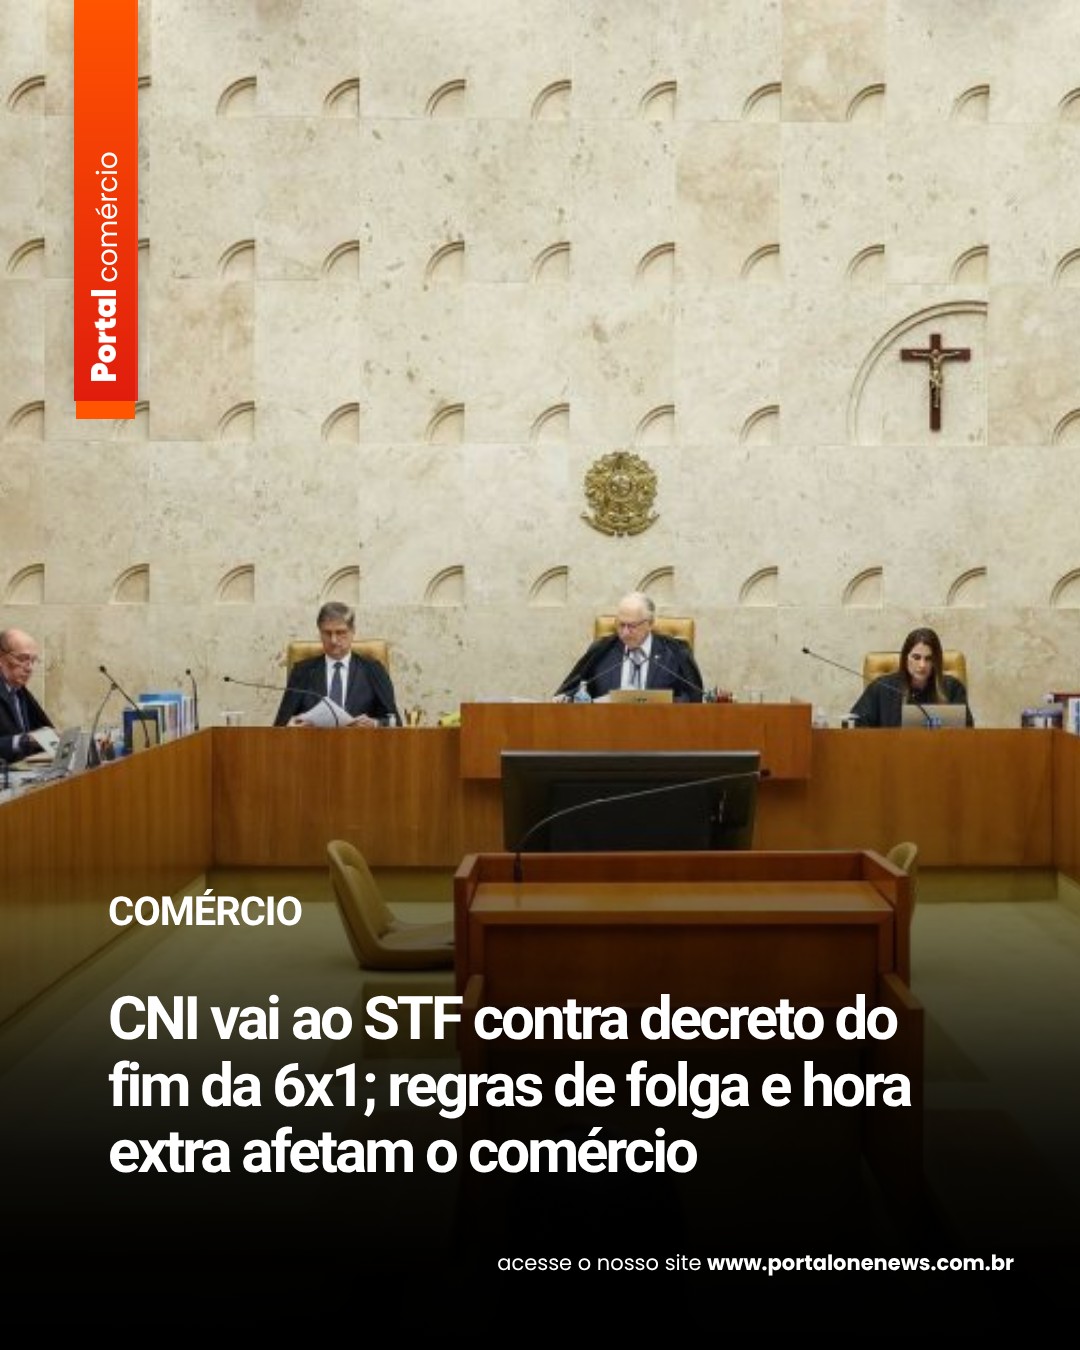 Portal comércio
COMÉRCIO
CNI vai ao STF contra decreto do
fim da 6x1; regras de folga e hora
extra afetam o comércio
acesse o nosso site www.portalonenews.com.br